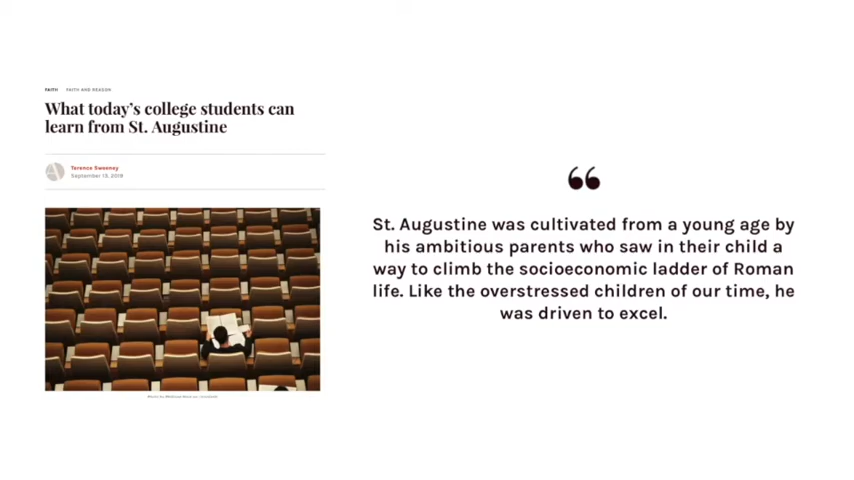 FAITH FAITH AND REASON
What today's college students can
learn from St. Augustine
Terence Sweeney
September 13, 2018
“
St. Augustine was cultivated from a young age by
his ambitious parents who saw in their child a
way to climb the socioeconomic ladder of Roman
life. Like the overstressed children of our time, he
was driven to excel.